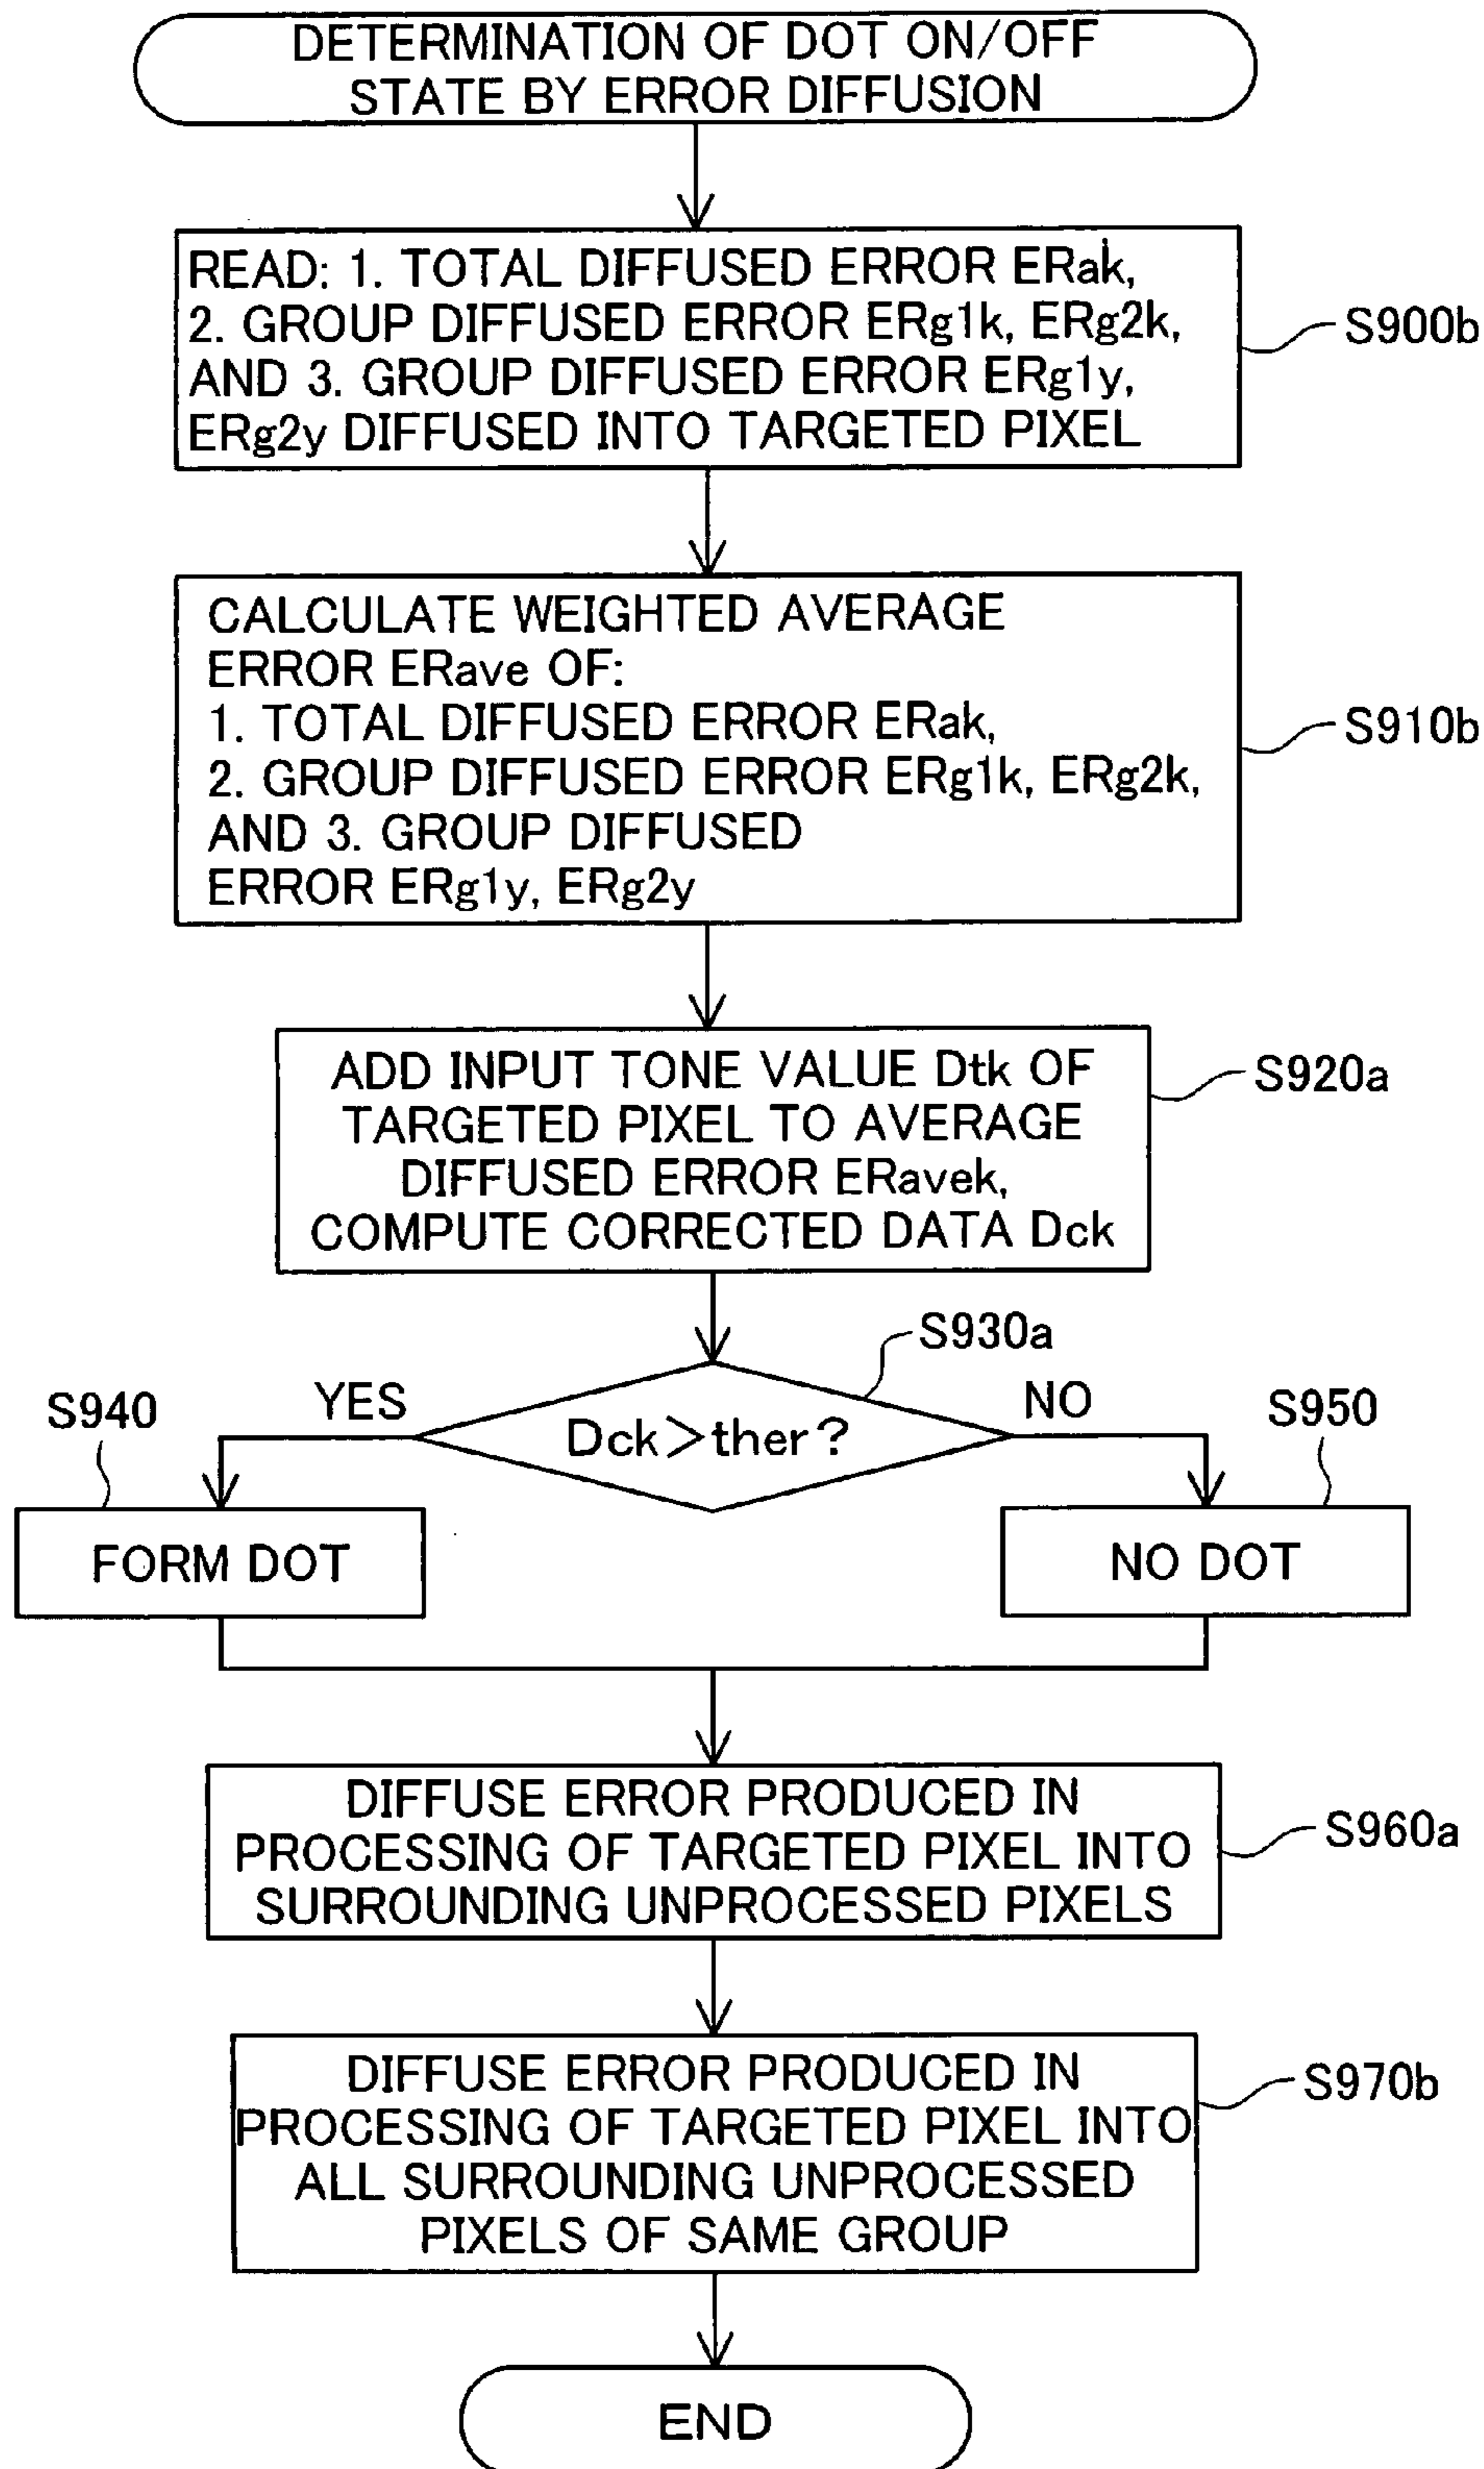 DETERMINATION OF DOT ON/OFF
STATE BY ERROR DIFFUSION
READ: 1. TOTAL DIFFUSED ERROR ERak,
2. GROUP DIFFUSED ERROR ERg1k, ERg2k,
AND 3. GROUP DIFFUSED ERROR ERg1y,
ERg2y DIFFUSED INTO TARGETED PIXEL
S900b
CALCULATE WEIGHTED AVERAGE
ERROR ERave OF:
1. TOTAL DIFFUSED ERROR ERak,
2. GROUP DIFFUSED ERROR ERg1k, ERg2k,
AND 3. GROUP DIFFUSED
ERROR ERg1y, ERg2y
S910b
ADD INPUT TONE VALUE Dtk OF
TARGETED PIXEL TO AVERAGE
DIFFUSED ERROR ERavek,
COMPUTE CORRECTED DATA Dck
S920a
S930a
Dck>ther?
YES
NO
S940
FORM DOT
S950
NO DOT
DIFFUSE ERROR PRODUCED IN
PROCESSING OF TARGETED PIXEL INTO
SURROUNDING UNPROCESSED PIXELS
S960a
DIFFUSE ERROR PRODUCED IN
PROCESSING OF TARGETED PIXEL INTO
ALL SURROUNDING UNPROCESSED
PIXELS OF SAME GROUP
S970b
END